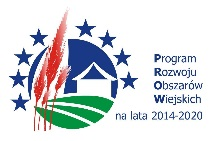 Program
Rozwoju
Obszarów
Wiejskich
na lata 2014-2020